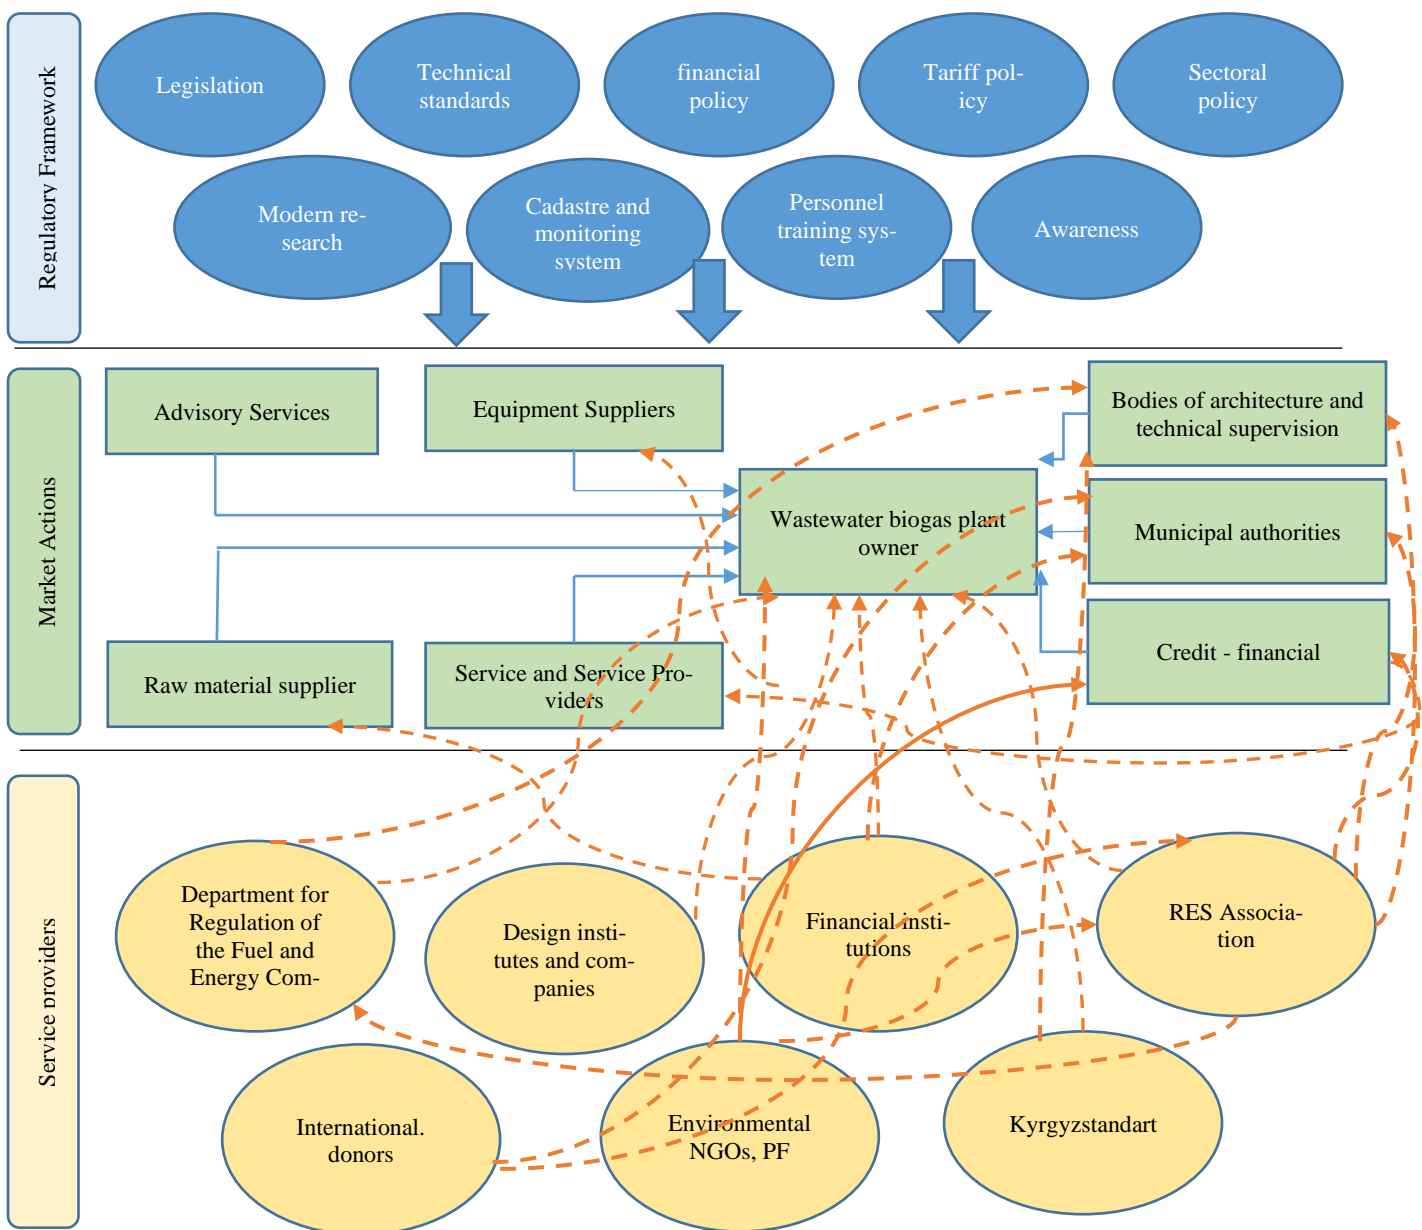 Regulatory Framework
Legislation
Technical
standards
financial
policy
Tariff pol-
icy
Sectoral
policy
Modern re-
search
Cadastre and
monitoring
system
Personnel
training sys-
tem
Awareness
Market Actions
Advisory Services
Equipment Suppliers
Bodies of architecture and
technical supervision
Wastewater biogas plant
owner
Municipal authorities
Raw material supplier
Service and Service Pro-
viders
Credit - financial
Service providers
Department for
Regulation of
the Fuel and
Energy Com-
Design insti-
tutes and com-
panies
Financial insti-
tutions
RES Associa-
tion
International.
donors
Environmental
NGOs, PF
Kyrgyzstandart